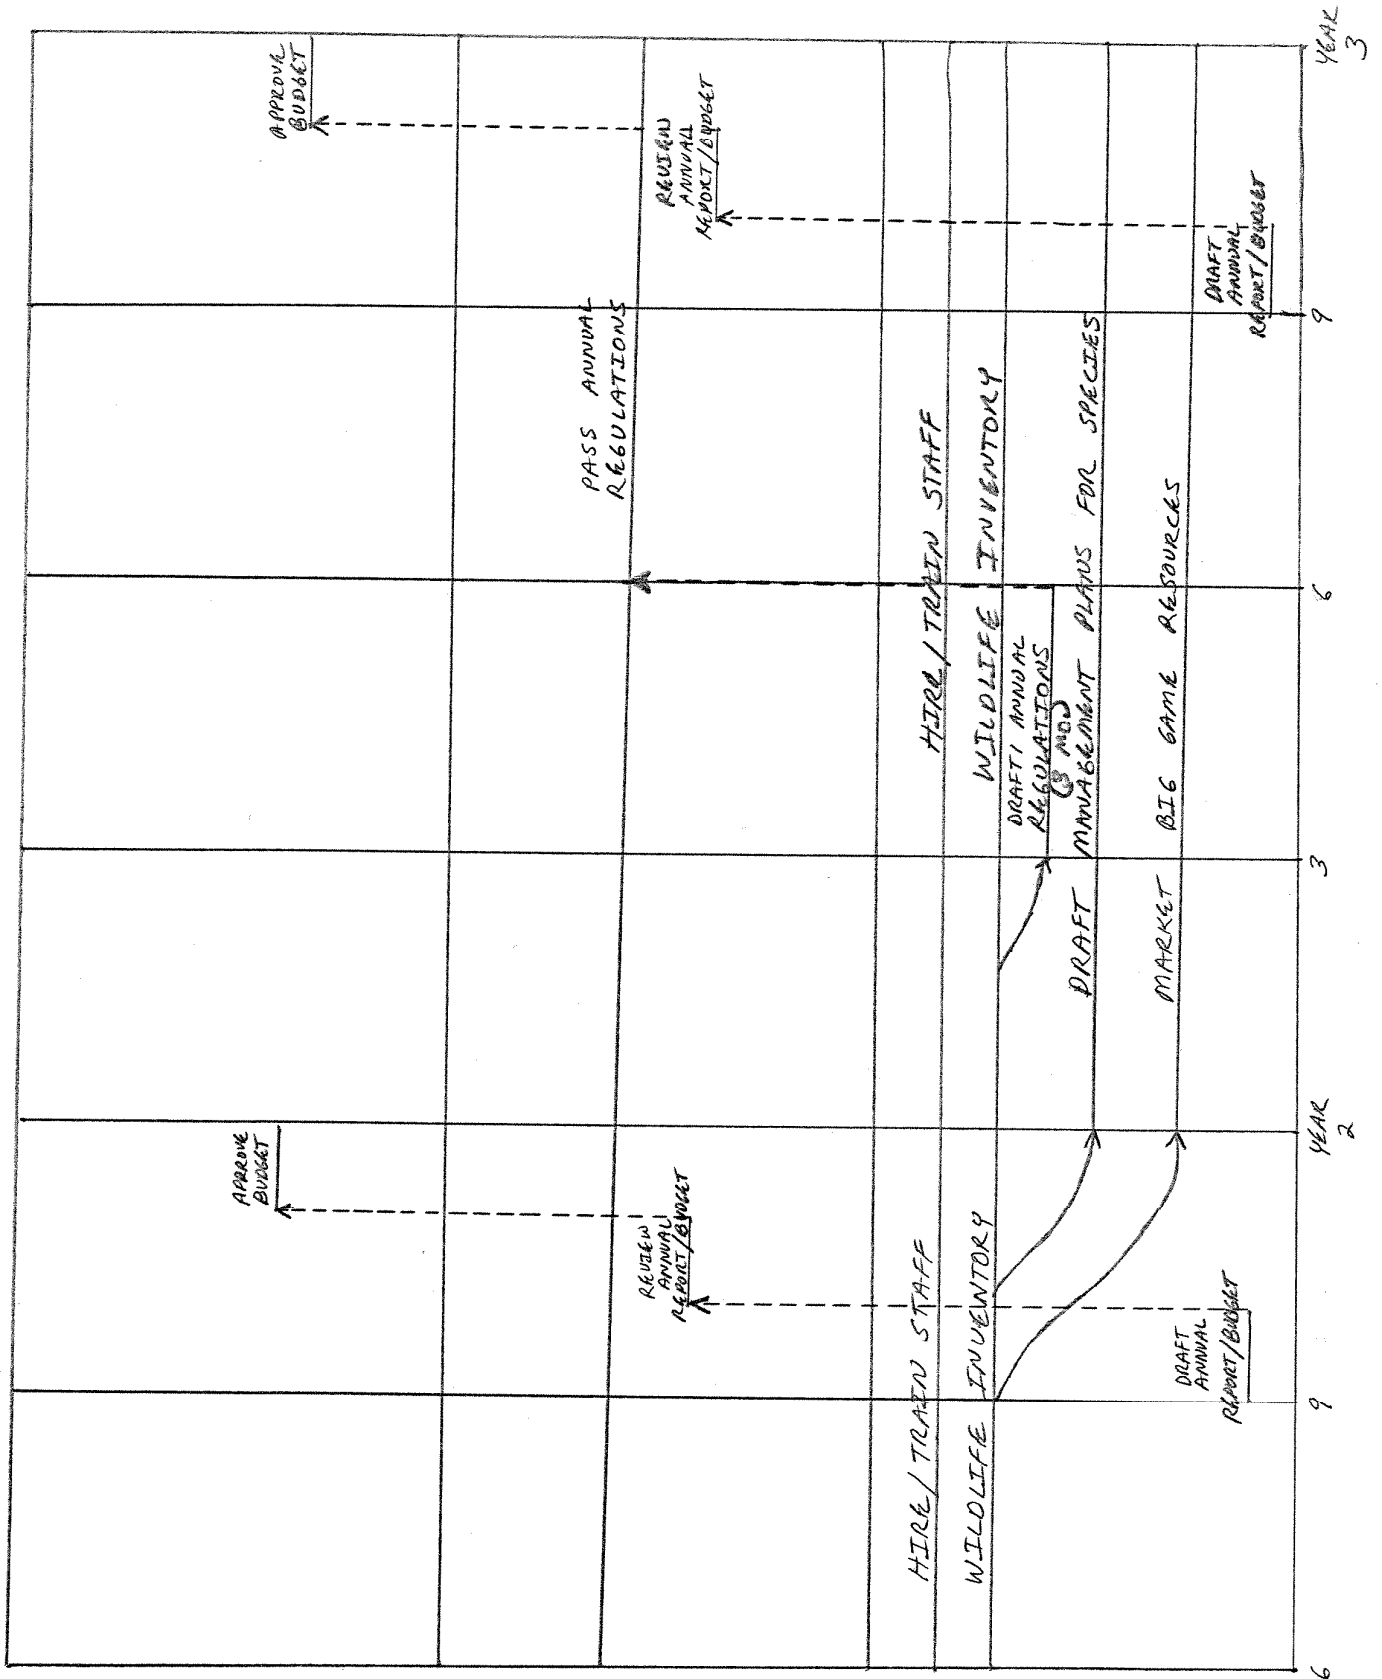 APPROVE
BUDGET
APPROVE
BUDGET
PASS ANNUAL
REGULATIONS
REVIEW
ANNUAL
REPORT/BUDGET
REVIEW
ANNUAL
REPORT/BUDGET
HIRE/TRAIN STAFF
HIRE/TRAIN STAFF
WILDLIFE INVENTORY
WILDLIFE INVENTORY
DRAFT ANNUAL
REGULATIONS
(3 MO)
DRAFT MANAGEMENT PLANS FOR SPECIES
MARKET BIG GAME RESOURCES
DRAFT
ANNUAL
REPORT/BUDGET
DRAFT
ANNUAL
REPORT/BUDGET
6
9
YEAR
2
3
6
9
YEAR
3